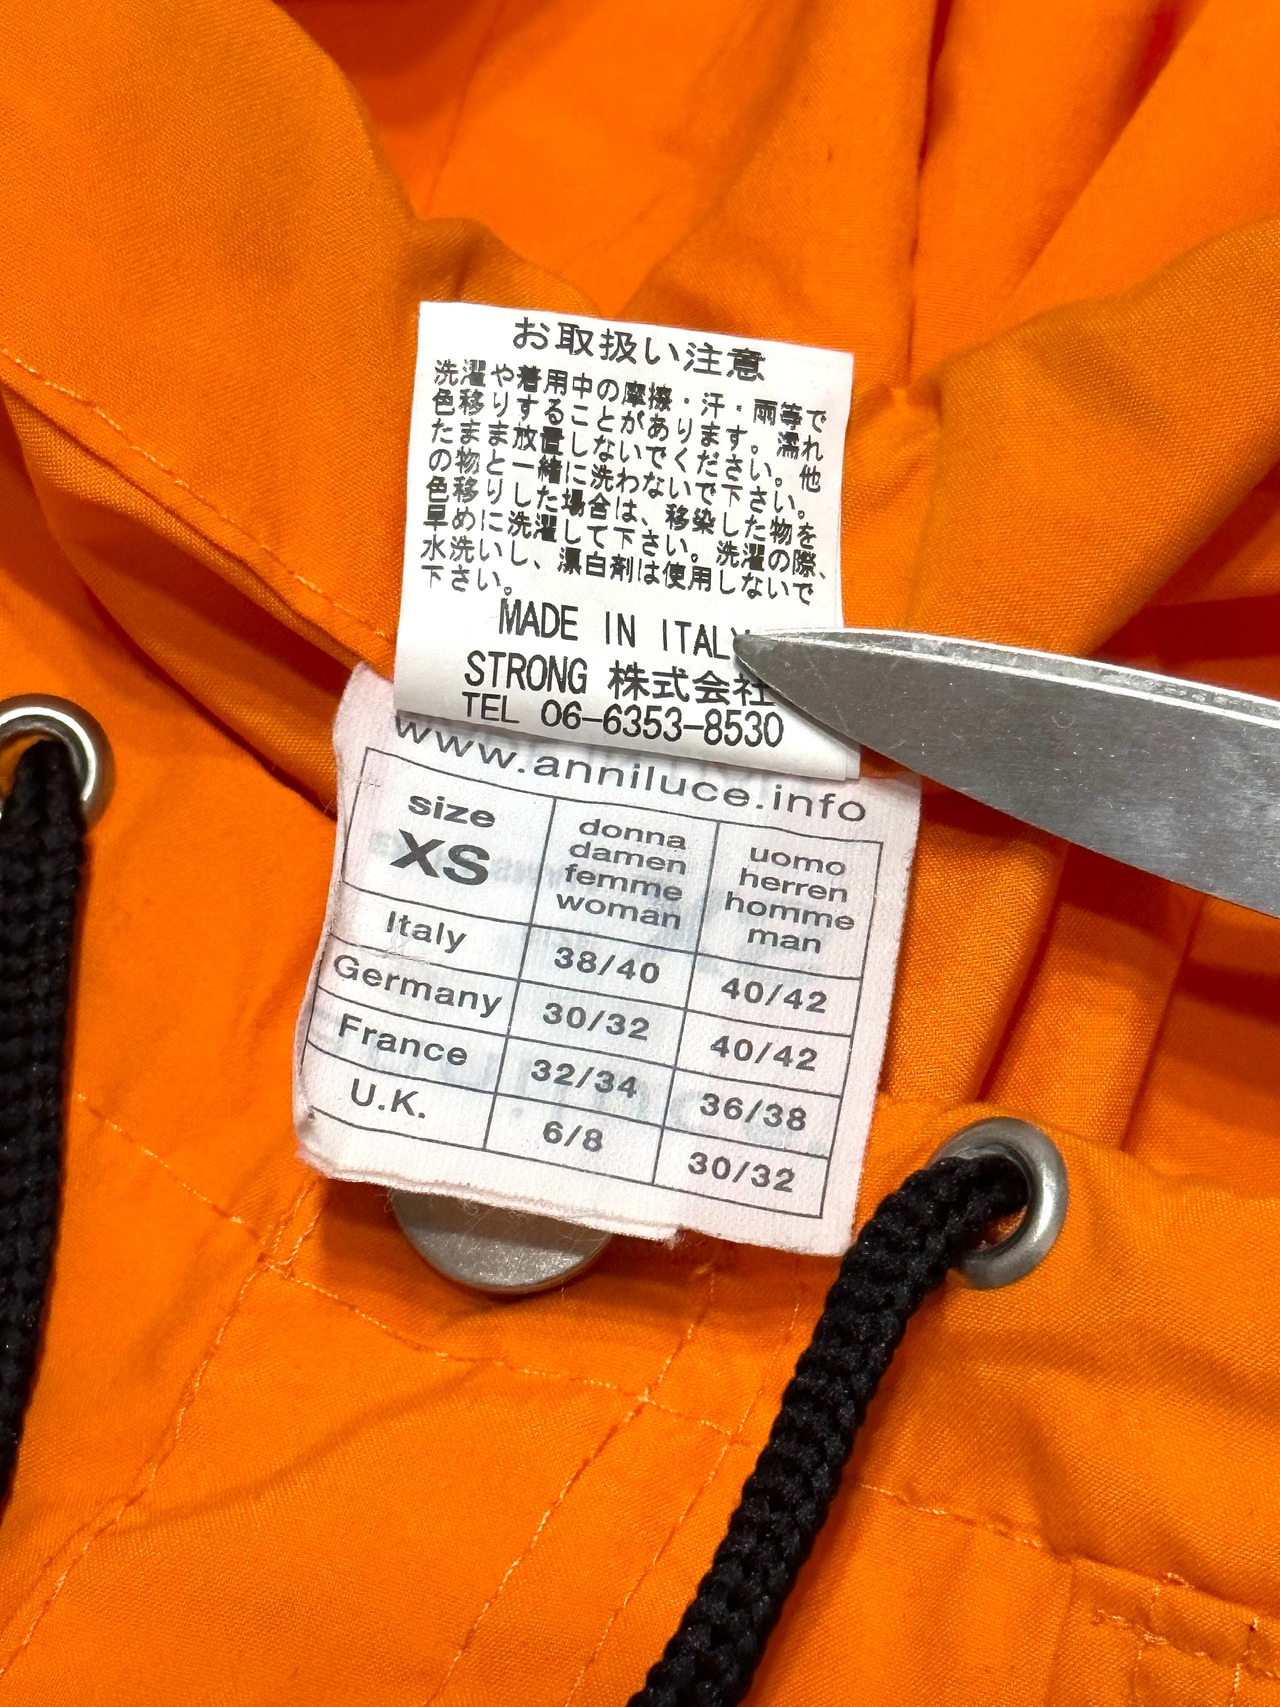 お取扱い注意
洗濯や着用中の摩擦・汗・雨等で
色移りすることがあります。濡れ
たまま放置しないでください。他
の物と一緒に洗わないで下さい。
色移りした場合は、移染した物を
早めに洗濯して下さい。洗濯の際、
水洗いし、漂白剤は使用しないで
下さい。
MADE IN ITALY
STRONG 株式会社
TEL 06-6353-8530
www.anniluce.info
size XS
donna damen femme woman
uomo herren homme man
Italy 38/40 40/42
Germany 30/32 40/42
France 32/34 36/38
U.K. 6/8 30/32